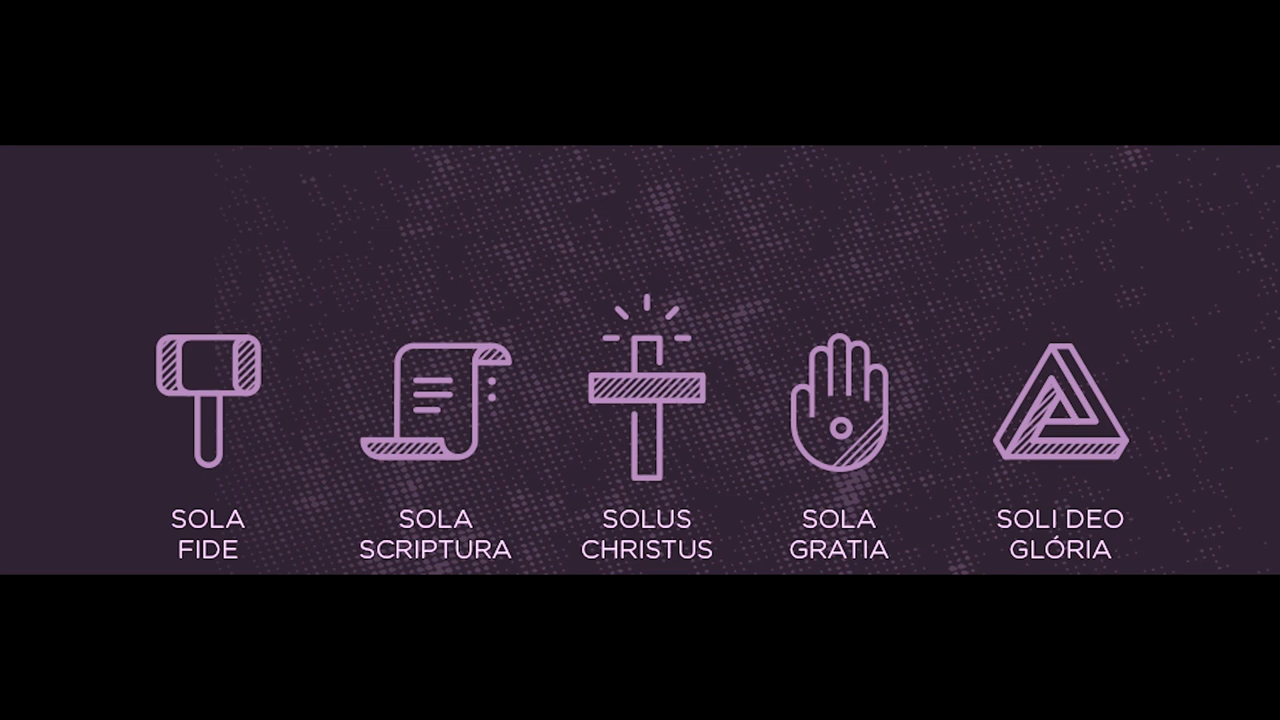 SOLA
FIDE
SOLA
SCRIPTURA
SOLUS
CHRISTUS
SOLA
GRATIA
SOLI DEO
GLÓRIA